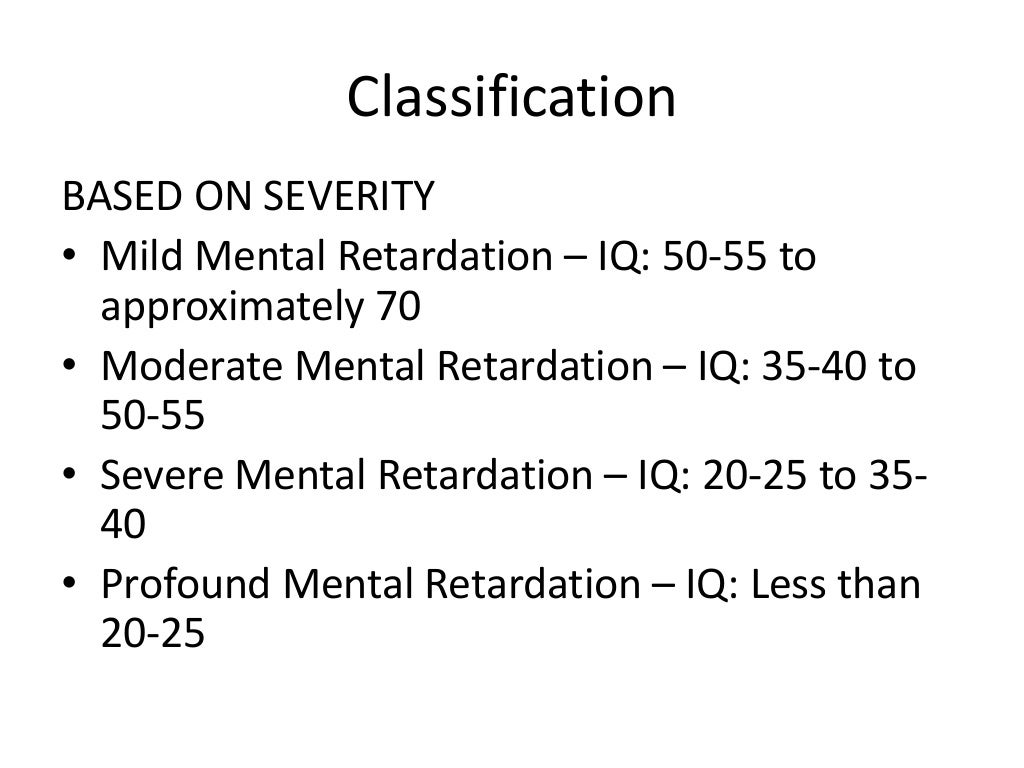 Classification
BASED ON SEVERITY
• Mild Mental Retardation – IQ: 50-55 to
approximately 70
• Moderate Mental Retardation – IQ: 35-40 to
50-55
• Severe Mental Retardation – IQ: 20-25 to 35-
40
• Profound Mental Retardation – IQ: Less than
20-25